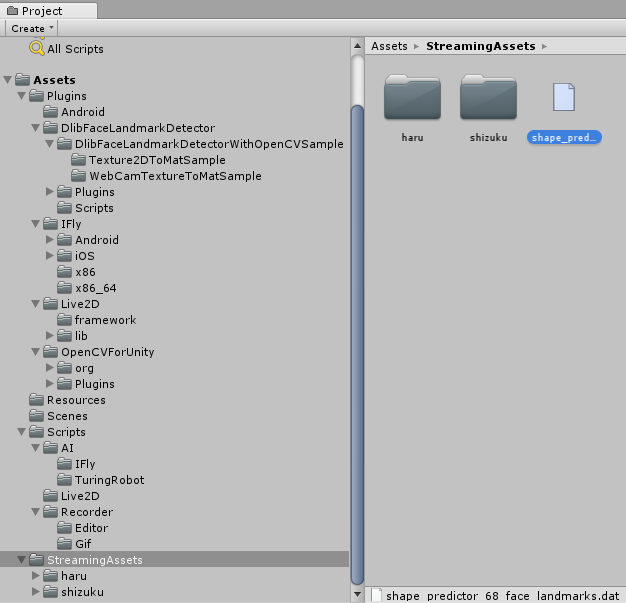 Project
Create
All Scripts
Assets
Plugins
Android
DlibFaceLandmarkDetector
DlibFaceLandmarkDetectorWithOpenCVSample
Texture2DToMatSample
WebCamTextureToMatSample
Plugins
Scripts
IFly
Android
iOS
x86
x86_64
Live2D
framework
lib
OpenCVForUnity
org
Plugins
Resources
Scenes
Scripts
AI
IFly
TuringRobot
Live2D
Recorder
Editor
Gif
StreamingAssets
haru
shizuku
Assets StreamingAssets
haru
shizuku
shape_pred...
shape_predictor_68_face_landmarks.dat